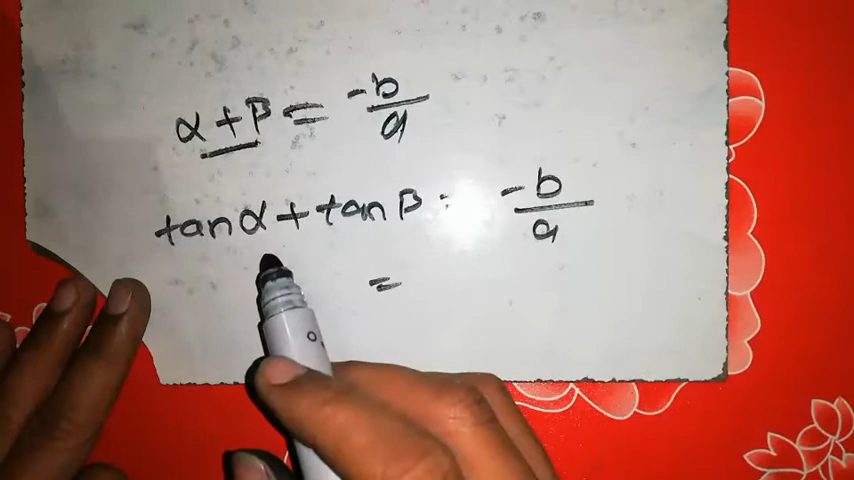 α + β = -b/a
tanα + tanβ = -b/a
=